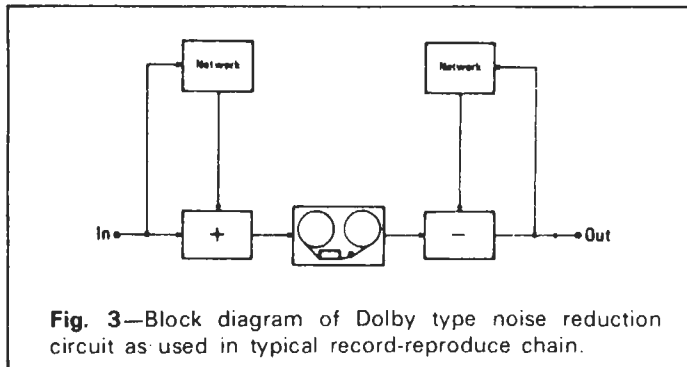 Network
Network
In
+
−
Out
Fig. 3—Block diagram of Dolby type noise reduction
circuit as used in typical record-reproduce chain.